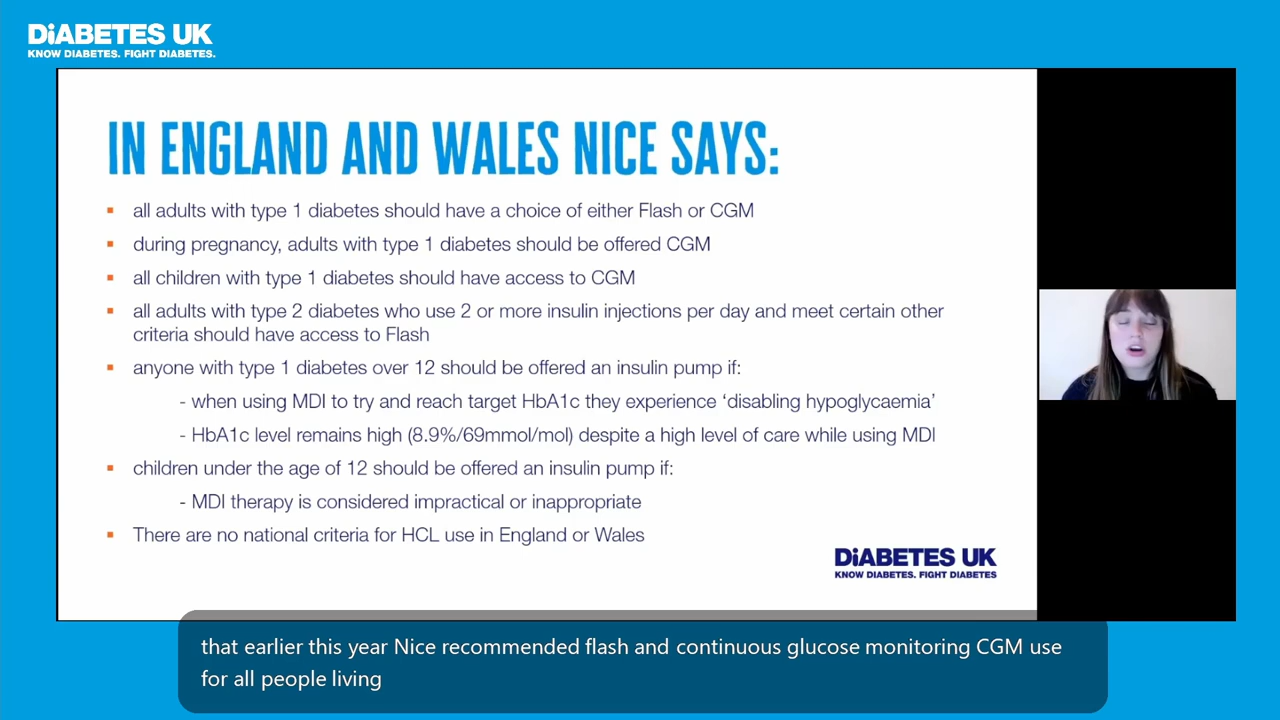 DiABETES UK
KNOW DIABETES. FIGHT DIABETES.
IN ENGLAND AND WALES NICE SAYS:
▪ all adults with type 1 diabetes should have a choice of either Flash or CGM
▪ during pregnancy, adults with type 1 diabetes should be offered CGM
▪ all children with type 1 diabetes should have access to CGM
▪ all adults with type 2 diabetes who use 2 or more insulin injections per day and meet certain other
criteria should have access to Flash
▪ anyone with type 1 diabetes over 12 should be offered an insulin pump if:
- when using MDI to try and reach target HbA1c they experience ‘disabling hypoglycaemia’
- HbA1c level remains high (8.9%/69mmol/mol) despite a high level of care while using MDI
▪ children under the age of 12 should be offered an insulin pump if:
- MDI therapy is considered impractical or inappropriate
▪ There are no national criteria for HCL use in England or Wales
DiABETES UK
KNOW DIABETES. FIGHT DIABETES
that earlier this year Nice recommended flash and continuous glucose monitoring CGM use
for all people living